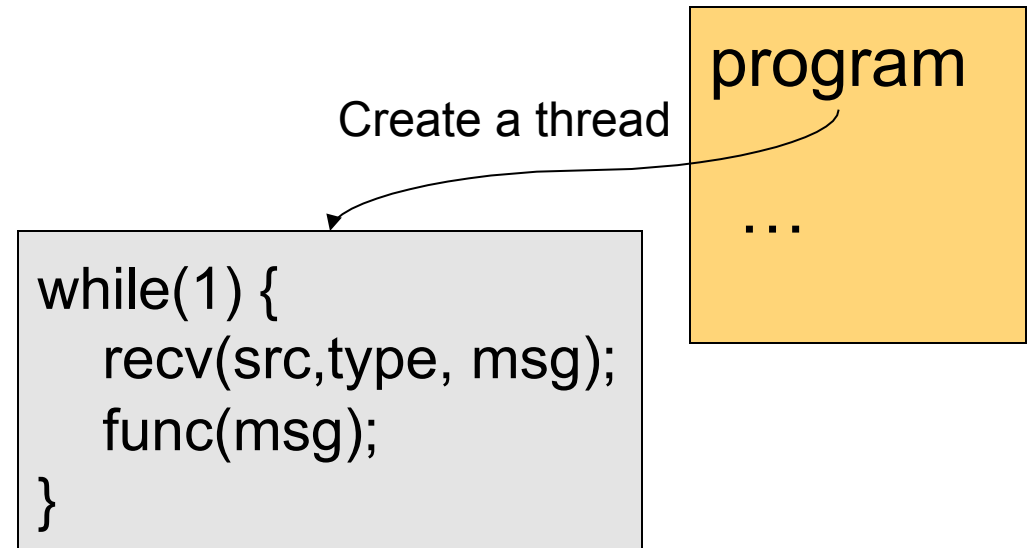 program
Create a thread
…
while(1) {
recv(src,type, msg);
func(msg);
}